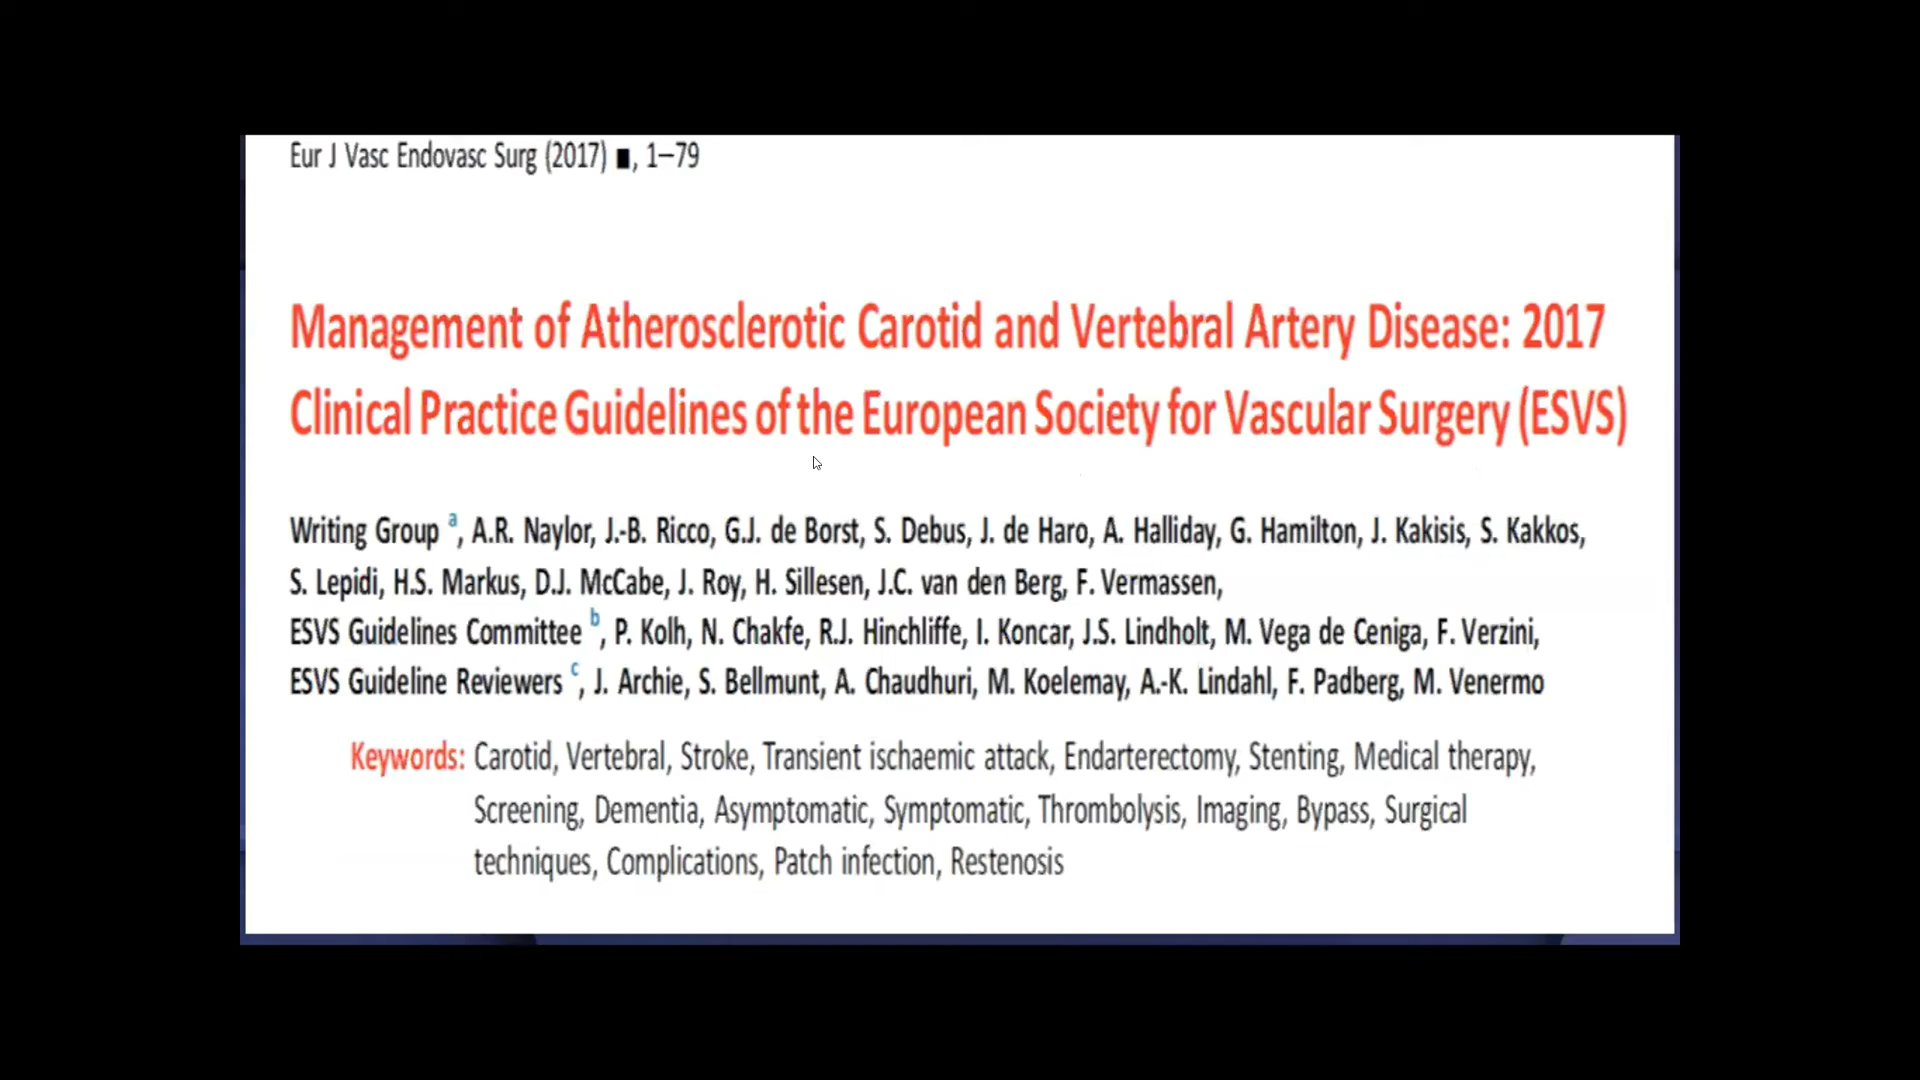 Eur J Vasc Endovasc Surg (2017) ■, 1–79
Management of Atherosclerotic Carotid and Vertebral Artery Disease: 2017
Clinical Practice Guidelines of the European Society for Vascular Surgery (ESVS)
Writing Group a, A.R. Naylor, J.-B. Ricco, G.J. de Borst, S. Debus, J. de Haro, A. Halliday, G. Hamilton, J. Kakisis, S. Kakkos,
S. Lepidi, H.S. Markus, D.J. McCabe, J. Roy, H. Sillesen, J.C. van den Berg, F. Vermassen,
ESVS Guidelines Committee b, P. Kolh, N. Chakfe, R.J. Hinchliffe, I. Koncar, J.S. Lindholt, M. Vega de Ceniga, F. Verzini,
ESVS Guideline Reviewers c, J. Archie, S. Bellmunt, A. Chaudhuri, M. Koelemay, A.-K. Lindahl, F. Padberg, M. Venermo
Keywords: Carotid, Vertebral, Stroke, Transient ischaemic attack, Endarterectomy, Stenting, Medical therapy,
Screening, Dementia, Asymptomatic, Symptomatic, Thrombolysis, Imaging, Bypass, Surgical
techniques, Complications, Patch infection, Restenosis